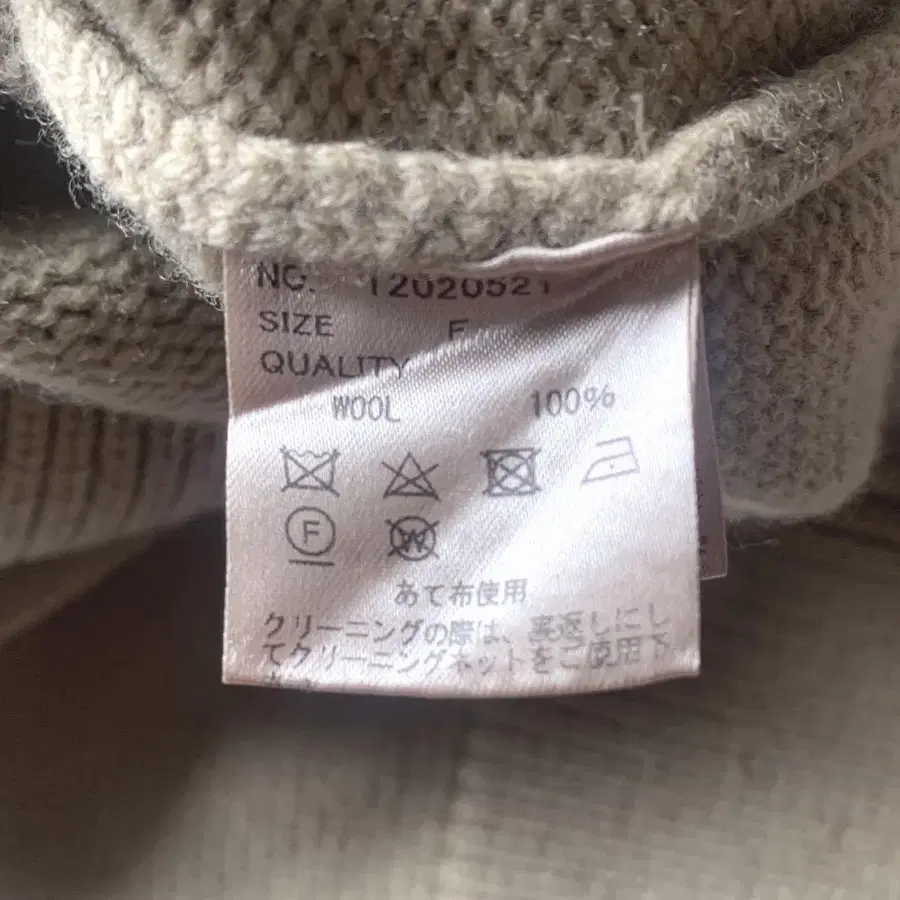 NO. 12020521
SIZE F
QUALITY
WOOL 100%
F
W
あて布使用
クリーニングの際は、裏返しにし
てクリーニングネットをご使用下